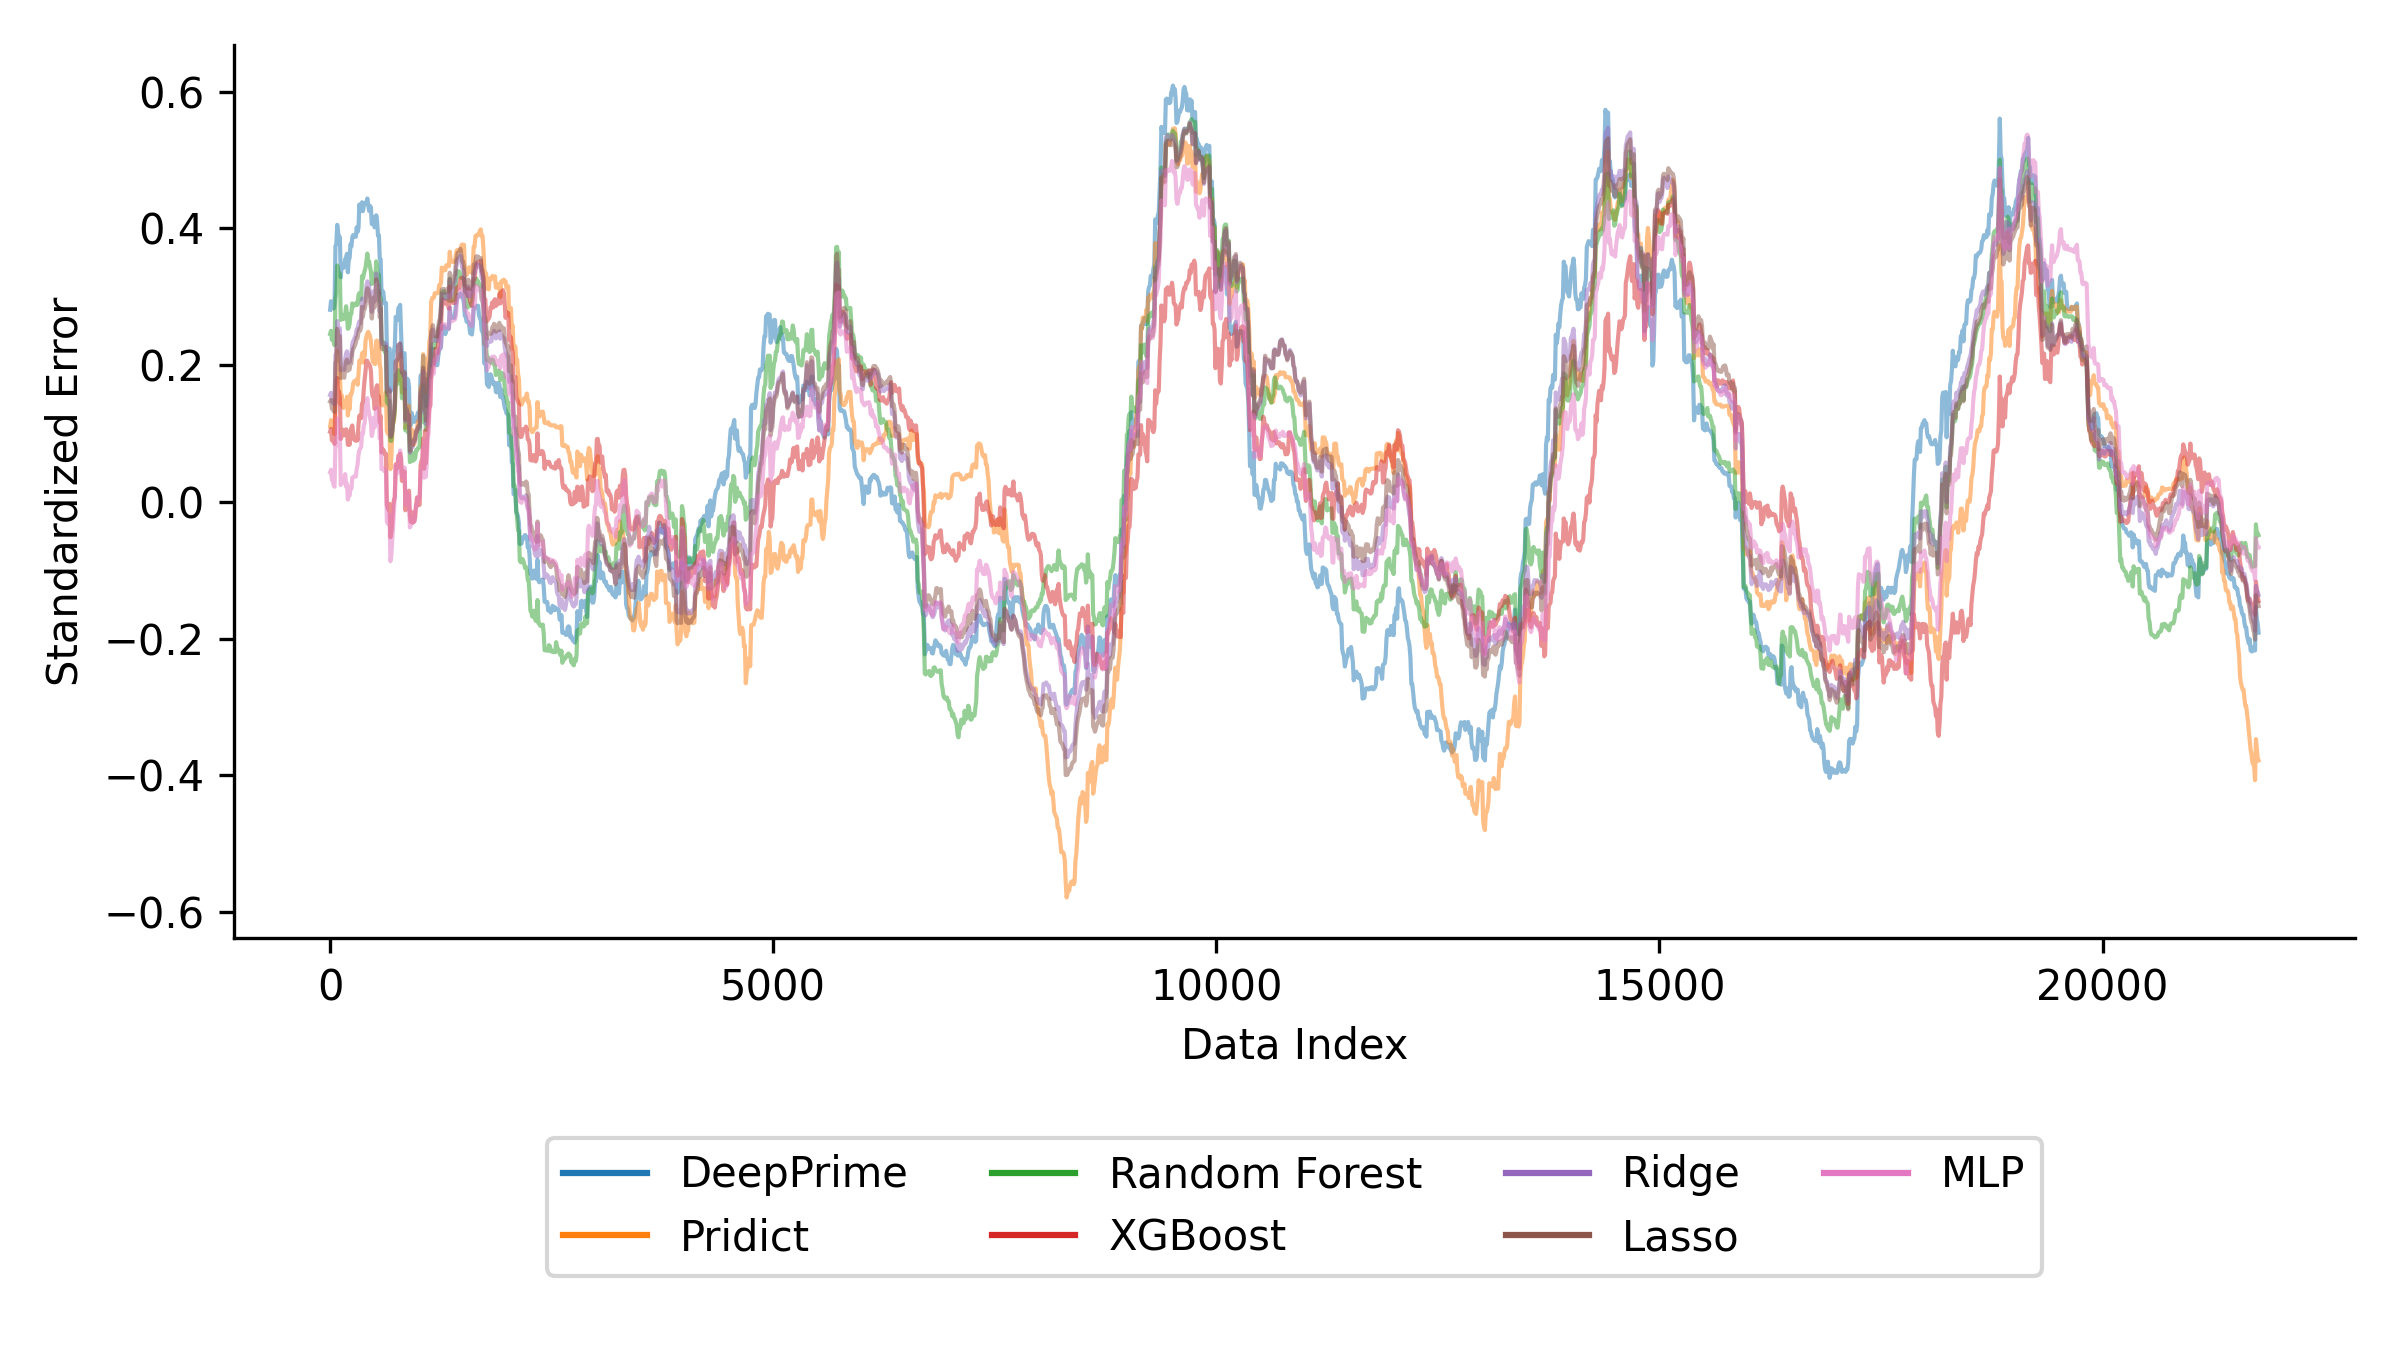 Standardized Error
0.6
0.4
0.2
0.0
−0.2
−0.4
−0.6
0 5000 10000 15000 20000
Data Index
DeepPrime Random Forest Ridge MLP
Pridict XGBoost Lasso